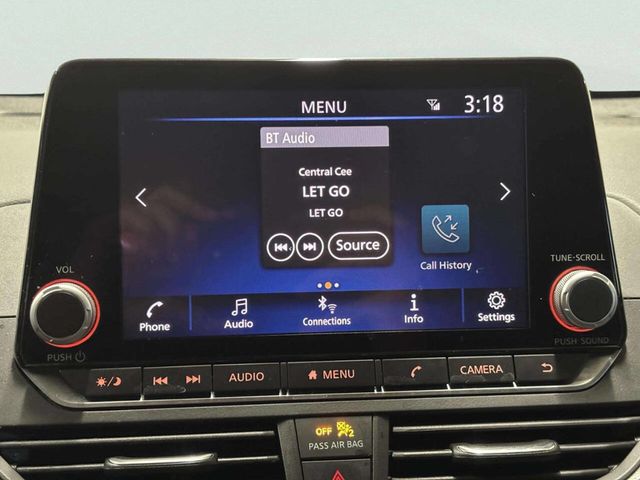 MENU 3:18
BT Audio
Central Cee
LET GO
LET GO
Source
Call History
Phone
Audio
Connections
Info
Settings
VOL
PUSH
TUNE·SCROLL
PUSH SOUND
AUDIO
MENU
CAMERA
OFF 2
PASS AIR BAG